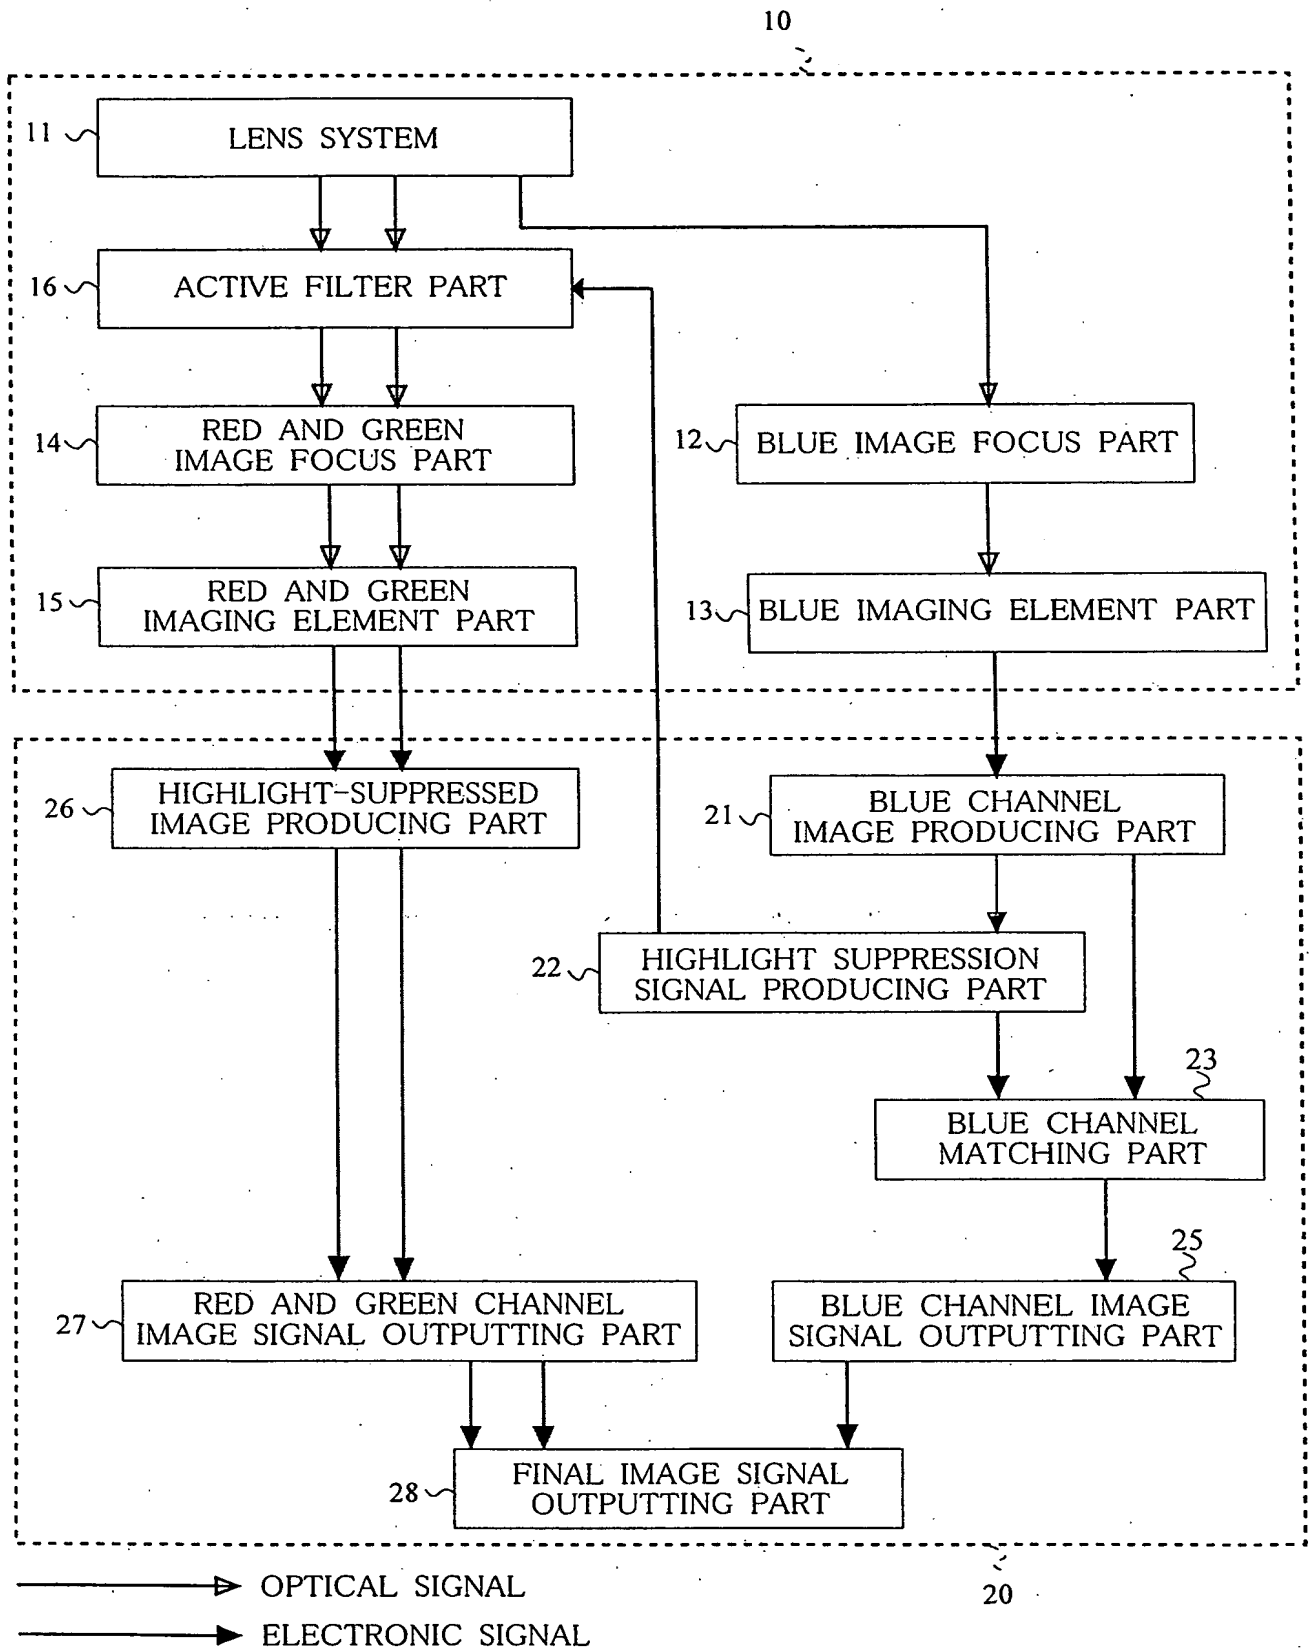 10
11
LENS SYSTEM
16
ACTIVE FILTER PART
14
RED AND GREEN
IMAGE FOCUS PART
12
BLUE IMAGE FOCUS PART
15
RED AND GREEN
IMAGING ELEMENT PART
13
BLUE IMAGING ELEMENT PART
26
HIGHLIGHT-SUPPRESSED
IMAGE PRODUCING PART
21
BLUE CHANNEL
IMAGE PRODUCING PART
22
HIGHLIGHT SUPPRESSION
SIGNAL PRODUCING PART
23
BLUE CHANNEL
MATCHING PART
27
RED AND GREEN CHANNEL
IMAGE SIGNAL OUTPUTTING PART
25
BLUE CHANNEL IMAGE
SIGNAL OUTPUTTING PART
28
FINAL IMAGE SIGNAL
OUTPUTTING PART
20
OPTICAL SIGNAL
ELECTRONIC SIGNAL